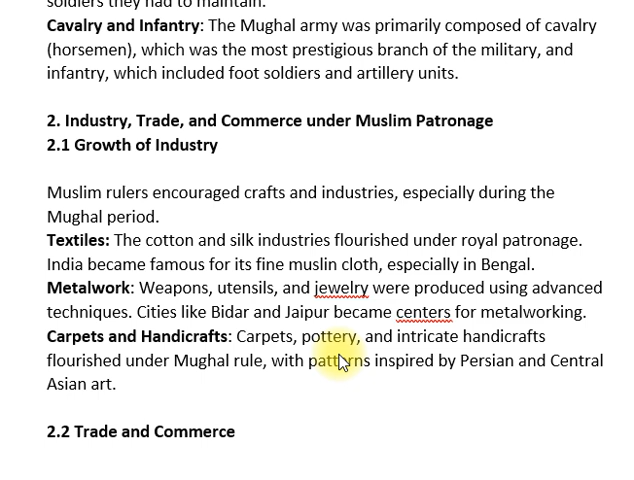 soldiers they had to maintain.
Cavalry and Infantry: The Mughal army was primarily composed of cavalry
(horsemen), which was the most prestigious branch of the military, and
infantry, which included foot soldiers and artillery units.
2. Industry, Trade, and Commerce under Muslim Patronage
2.1 Growth of Industry
Muslim rulers encouraged crafts and industries, especially during the
Mughal period.
Textiles: The cotton and silk industries flourished under royal patronage.
India became famous for its fine muslin cloth, especially in Bengal.
Metalwork: Weapons, utensils, and jewelry were produced using advanced
techniques. Cities like Bidar and Jaipur became centers for metalworking.
Carpets and Handicrafts: Carpets, pottery, and intricate handicrafts
flourished under Mughal rule, with patterns inspired by Persian and Central
Asian art.
2.2 Trade and Commerce